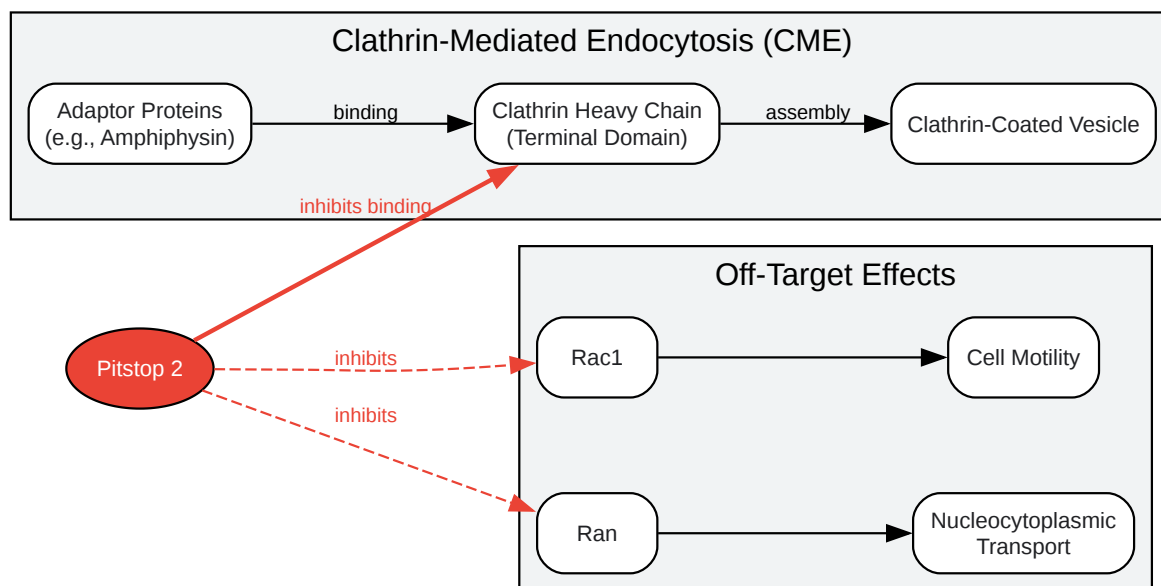 Clathrin-Mediated Endocytosis (CME)
Adaptor Proteins
(e.g., Amphiphysin)
binding
Clathrin Heavy Chain
(Terminal Domain)
assembly
Clathrin-Coated Vesicle
inhibits binding
Off-Target Effects
Pitstop 2
inhibits
Rac1
Cell Motility
inhibits
Ran
Nucleocytoplasmic
Transport